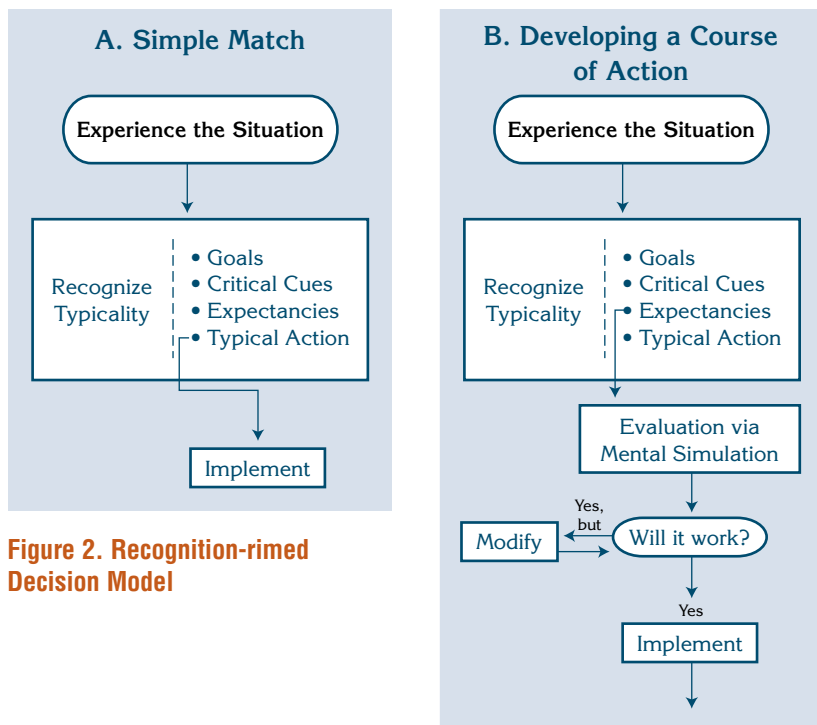 A. Simple Match
Experience the Situation
Recognize
Typicality
• Goals
• Critical Cues
• Expectancies
• Typical Action
Implement
Figure 2. Recognition-rimed
Decision Model
B. Developing a Course
of Action
Experience the Situation
Recognize
Typicality
• Goals
• Critical Cues
• Expectancies
• Typical Action
Evaluation via
Mental Simulation
Yes,
but
Modify
Will it work?
Yes
Implement